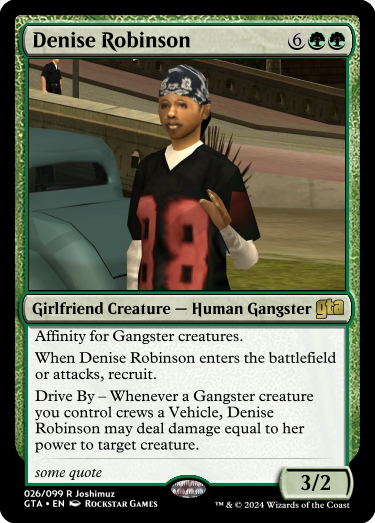 Denise Robinson 6
88
Girlfriend Creature — Human Gangster gta
Affinity for Gangster creatures.
When Denise Robinson enters the battlefield
or attacks, recruit.
Drive By – Whenever a Gangster creature
you control crews a Vehicle, Denise
Robinson may deal damage equal to her
power to target creature.
some quote
3/2
026/099 R Joshimuz
GTA • EN Rockstar Games
™ & © 2024 Wizards of the Coast